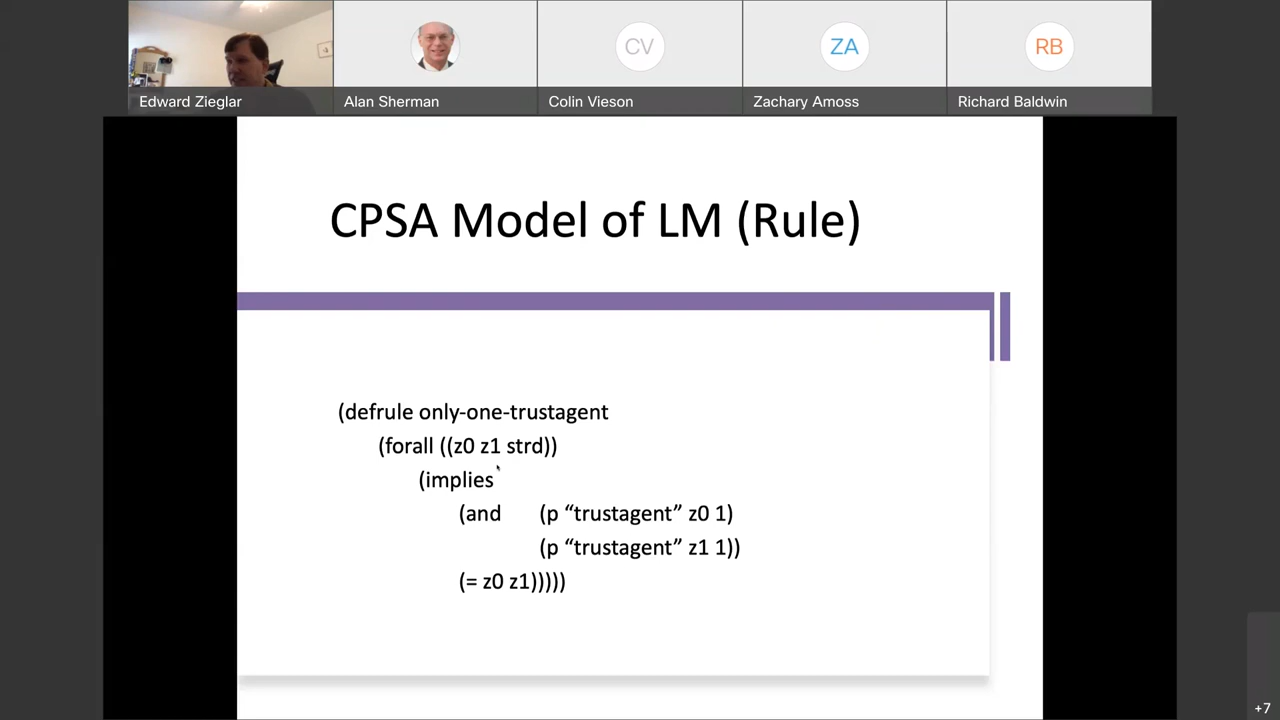 CV
ZA
RB
Edward Zieglar
Alan Sherman
Colin Vieson
Zachary Amoss
Richard Baldwin
CPSA Model of LM (Rule)
(defrule only-one-trustagent
(forall ((z0 z1 strd))
(implies
(and (p “trustagent” z0 1)
(p “trustagent” z1 1))
(= z0 z1)))))
+7